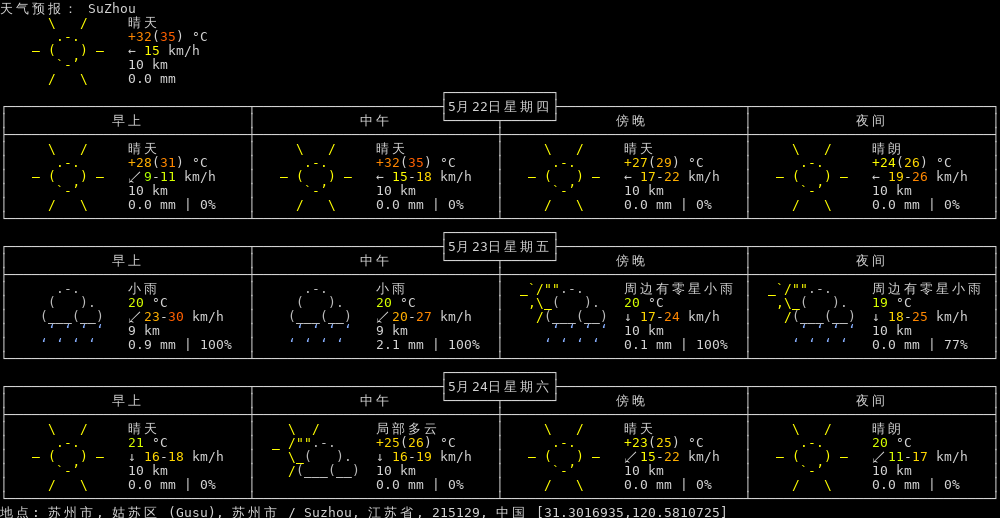 天气预报: SuZhou
晴天
+32(35) °C
← 15 km/h
10 km
0.0 mm
5月22日星期四
早上 中午 傍晚 夜间
晴天 晴天 晴天 晴朗
+28(31) °C +32(35) °C +27(29) °C +24(26) °C
↙ 9-11 km/h ← 15-18 km/h ← 17-22 km/h ← 19-26 km/h
10 km 10 km 10 km 10 km
0.0 mm | 0% 0.0 mm | 0% 0.0 mm | 0% 0.0 mm | 0%
5月23日星期五
早上 中午 傍晚 夜间
小雨 小雨 周边有零星小雨 周边有零星小雨
20 °C 20 °C 20 °C 19 °C
↙ 23-30 km/h ↙ 20-27 km/h ↓ 17-24 km/h ↓ 18-25 km/h
9 km 9 km 10 km 10 km
0.9 mm | 100% 2.1 mm | 100% 0.1 mm | 100% 0.0 mm | 77%
5月24日星期六
早上 中午 傍晚 夜间
晴天 局部多云 晴天 晴朗
21 °C +25(26) °C +23(25) °C 20 °C
↓ 16-18 km/h ↓ 16-19 km/h ↙ 15-22 km/h ↙ 11-17 km/h
10 km 10 km 10 km 10 km
0.0 mm | 0% 0.0 mm | 0% 0.0 mm | 0% 0.0 mm | 0%
地点: 苏州市, 姑苏区 (Gusu), 苏州市 / Suzhou, 江苏省, 215129, 中国 [31.3016935,120.5810725]